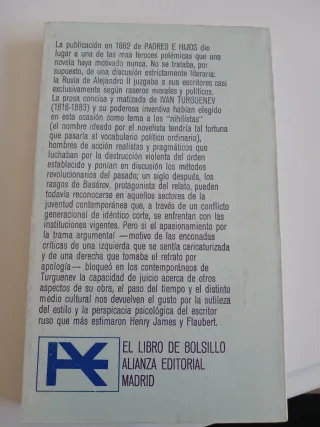 La publicación en 1862 de PADRES E HIJOS dio
lugar a una de las mas feroces polémicas que una
novela haya motivado nunca. No se trataba, por
supuesto, de una discusión estrictamente literaria:
la Rusia de Alejandro II juzgaba a sus escritores casi
exclusivamente según raseros morales y políticos.
La prosa concisa y matizada de IVAN TURGUENEV
(1818-1883) y su poderosa inventiva habían elegido
en esta ocasión como tema a los "nihilistas"
(el nombre ideado por el novelista tendría tal fortuna
que pasaría al vocabulario político ordinario),
hombres de acción realistas y pragmáticos que
luchaban por la destrucción violenta del orden
establecido y ponían en discusión los métodos
revolucionarios del pasado; un siglo después, los
rasgos de Basárov, protagonista del relato, pueden
todavía reconocerse en aquellos sectores de la
juventud contemporánea que, a través de un conflicto
generacional de idéntico corte, se enfrentan con las
instituciones vigentes. Pero si el apasionamiento por
la trama argumental —motivo de las enconadas
críticas de una izquierda que se sentía caricaturizada
y de una derecha que tomaba el retrato por
apología— bloqueó en los contemporáneos de
Turguenev la capacidad de juicio acerca de otros
aspectos de su obra, el paso del tiempo y el distinto
medio cultural nos devuelven el gusto por la sutileza
del estilo y la perspicacia psicológica del escritor
ruso que más estimaron Henry James y Flaubert.
EL LIBRO DE BOLSILLO
ALIANZA EDITORIAL
MADRID